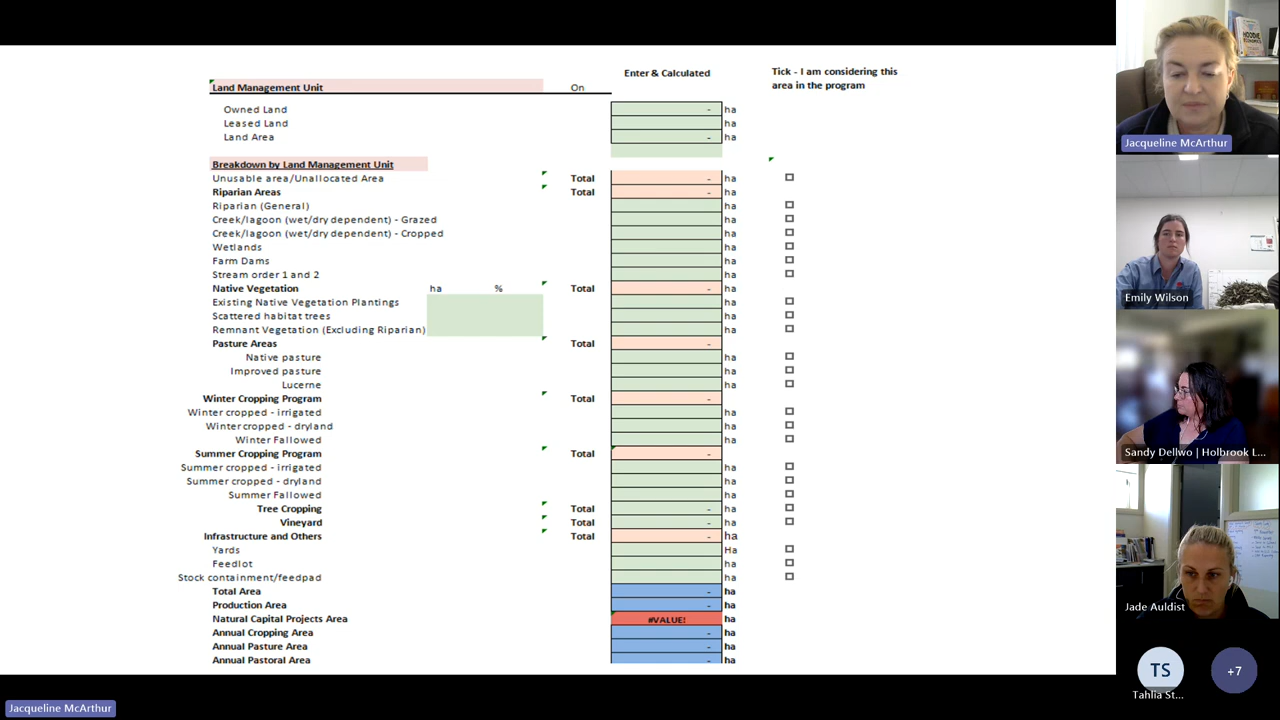 Enter & Calculated
Tick - I am considering this
area in the program
Land Management Unit On
Owned Land - ha
Leased Land ha
Land Area - ha
Breakdown by Land Management Unit
Unusable area/Unallocated Area Total - ha
Riparian Areas Total - ha
Riparian (General) ha
Creek/lagoon (wet/dry dependent) - Grazed ha
Creek/lagoon (wet/dry dependent) - Cropped ha
Wetlands ha
Farm Dams ha
Stream order 1 and 2 ha
Native Vegetation ha % Total - ha
Existing Native Vegetation Plantings ha
Scattered habitat trees ha
Remnant Vegetation (Excluding Riparian) ha
Pasture Areas Total - ha
Native pasture ha
Improved pasture ha
Lucerne ha
Winter Cropping Program Total - ha
Winter cropped - irrigated ha
Winter cropped - dryland ha
Winter Fallowed ha
Summer Cropping Program Total - ha
Summer cropped - irrigated ha
Summer cropped - dryland ha
Summer Fallowed ha
Tree Cropping Total - ha
Vineyard Total - ha
Infrastructure and Others Total - ha
Yards Ha
Feedlot ha
Stock containment/feedpad ha
Total Area - ha
Production Area - ha
Natural Capital Projects Area #VALUE! ha
Annual Cropping Area - ha
Annual Pasture Area - ha
Annual Pastoral Area - ha
Jacqueline McArthur
Emily Wilson
Sandy Dellwo | Holbrook L...
Jade Auldist
TS
Tahlia St...
+7
Jacqueline McArthur